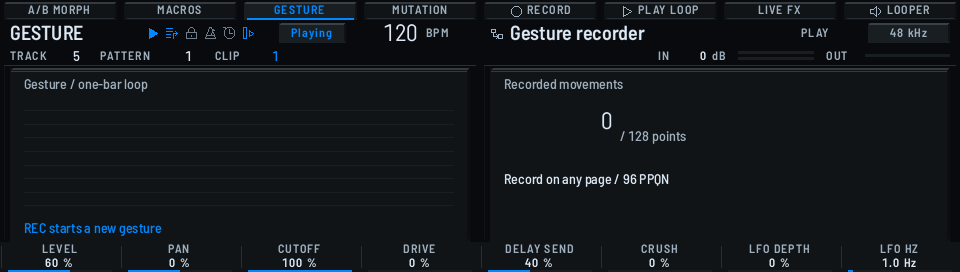 A/B MORPH MACROS GESTURE MUTATION RECORD PLAY LOOP LIVE FX LOOPER
GESTURE Playing 120 BPM Gesture recorder PLAY 48 kHz
TRACK 5 PATTERN 1 CLIP 1 IN 0 dB OUT
Gesture / one-bar loop
Recorded movements
0 / 128 points
Record on any page / 96 PPQN
REC starts a new gesture
LEVEL PAN CUTOFF DRIVE DELAY SEND CRUSH LFO DEPTH LFO HZ
60 % 0 % 100 % 0 % 40 % 0 % 0 % 1.0 Hz